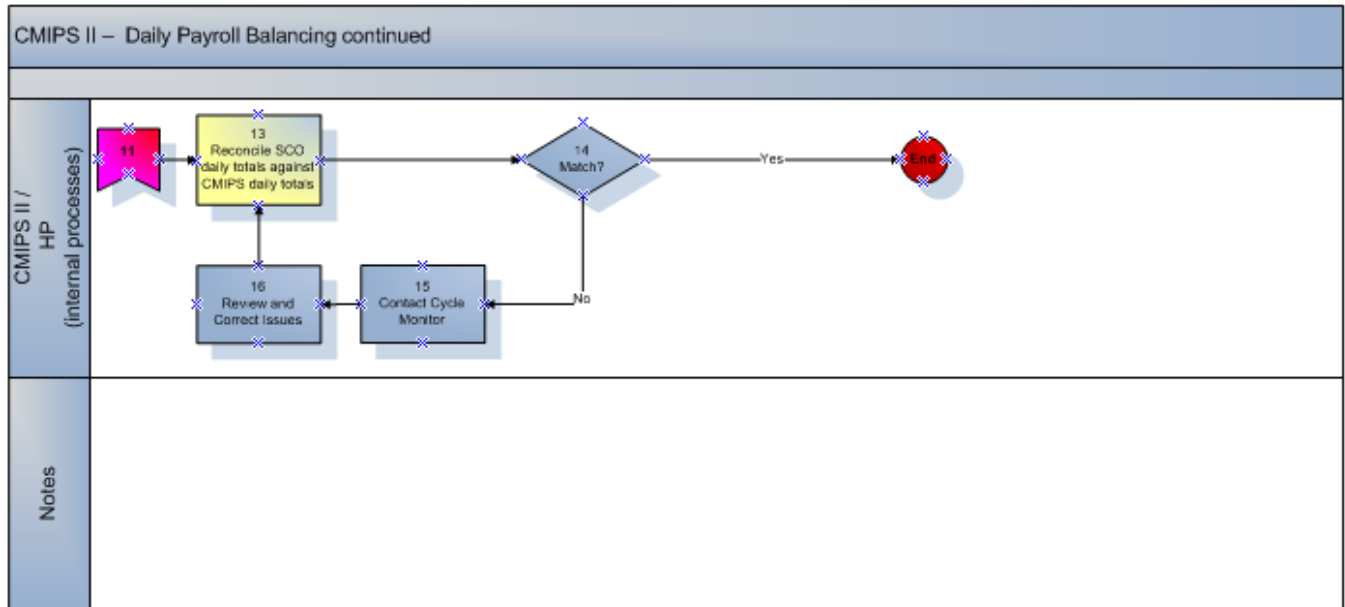 CMIPS II – Daily Payroll Balancing continued
CMIPS II /
HP
(internal processes)
11
13
Reconcile SCO
daily totals against
CMIPS daily totals
14
Match?
Yes
End
No
16
Review and
Correct Issues
15
Contact Cycle
Monitor
Notes